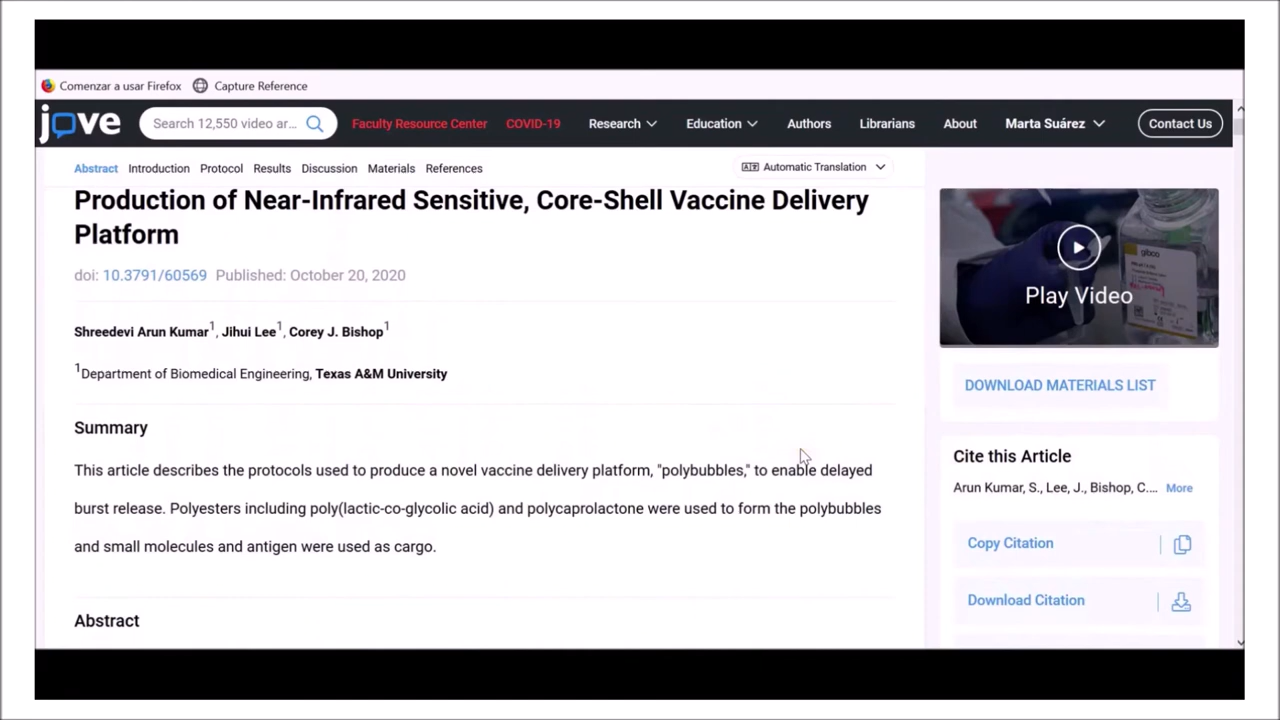 Comenzar a usar Firefox Capture Reference
jove Search 12,550 video ar... Faculty Resource Center COVID-19 Research Education Authors Librarians About Marta Suárez Contact Us
Abstract Introduction Protocol Results Discussion Materials References Automatic Translation
Production of Near-Infrared Sensitive, Core-Shell Vaccine Delivery
Platform
doi: 10.3791/60569 Published: October 20, 2020
Shreedevi Arun Kumar1, Jihui Lee1, Corey J. Bishop1
1Department of Biomedical Engineering, Texas A&M University
Summary
This article describes the protocols used to produce a novel vaccine delivery platform, "polybubbles," to enable delayed
burst release. Polyesters including poly(lactic-co-glycolic acid) and polycaprolactone were used to form the polybubbles
and small molecules and antigen were used as cargo.
Abstract
gibco
Play Video
DOWNLOAD MATERIALS LIST
Cite this Article
Arun Kumar, S., Lee, J., Bishop, C.... More
Copy Citation
Download Citation